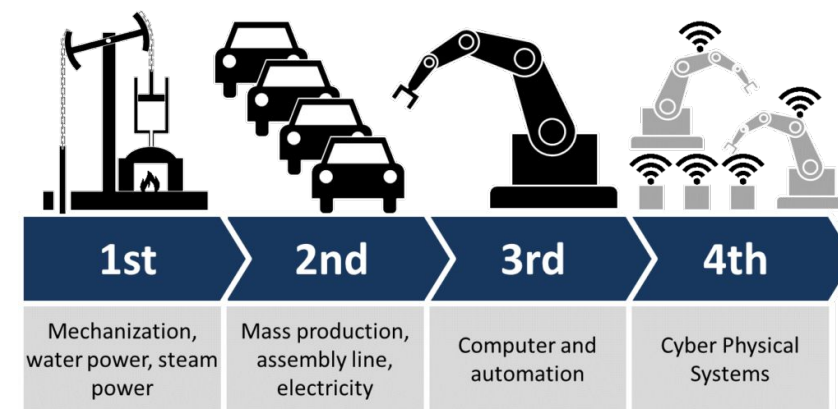 1st
2nd
3rd
4th
Mechanization,
water power, steam
power
Mass production,
assembly line,
electricity
Computer and
automation
Cyber Physical
Systems